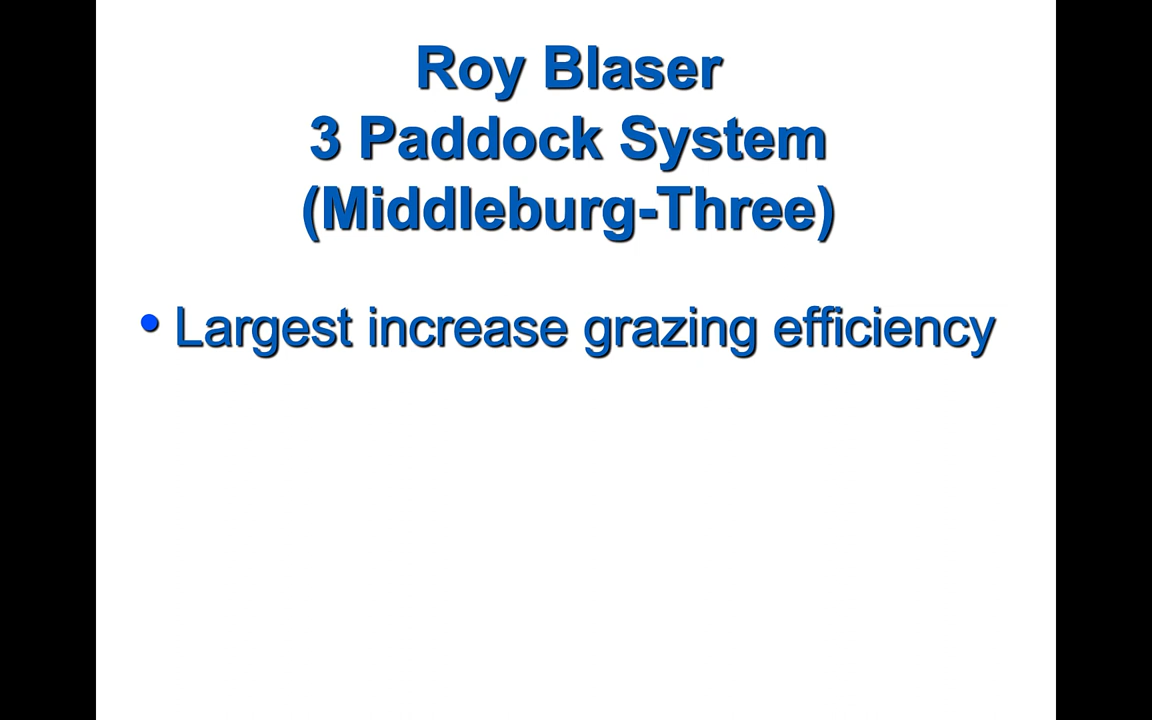 Roy Blaser
3 Paddock System
(Middleburg-Three)
• Largest increase grazing efficiency